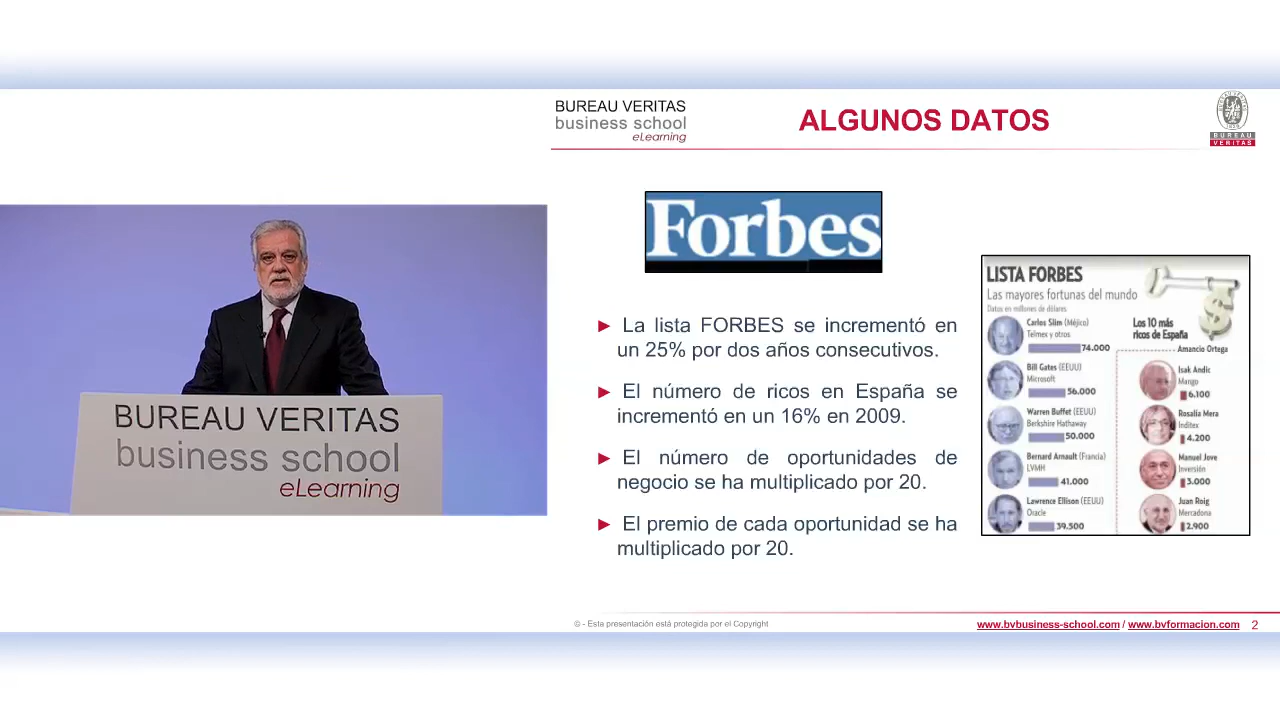 BUREAU VERITAS
business school
eLearning
ALGUNOS DATOS
BUREAU
VERITAS
Forbes
► La lista FORBES se incrementó en
un 25% por dos años consecutivos.
► El número de ricos en España se
incrementó en un 16% en 2009.
► El número de oportunidades de
negocio se ha multiplicado por 20.
► El premio de cada oportunidad se ha
multiplicado por 20.
LISTA FORBES
Las mayores fortunas del mundo
Datos en millones de dólares
Carlos Slim (Méjico)
Telmex y otros
74.000
Bill Gates (EEUU)
Microsoft
56.000
Warren Buffet (EEUU)
Berkshire Hathaway
50.000
Bernard Arnault (Francia)
LVMH
41.000
Lawrence Ellison (EEUU)
Oracle
39.500
$
Los 10 más
ricos de España
Amancio Ortega
Isak Andic
Mango
6.100
Rosalía Mera
Inditex
4.200
Manuel Jove
Inversión
3.000
Juan Roig
Mercadona
2.900
BUREAU VERITAS
business school
eLearning
© - Esta presentación está protegida por el Copyright
www.bvbusiness-school.com / www.bvformacion.com 2